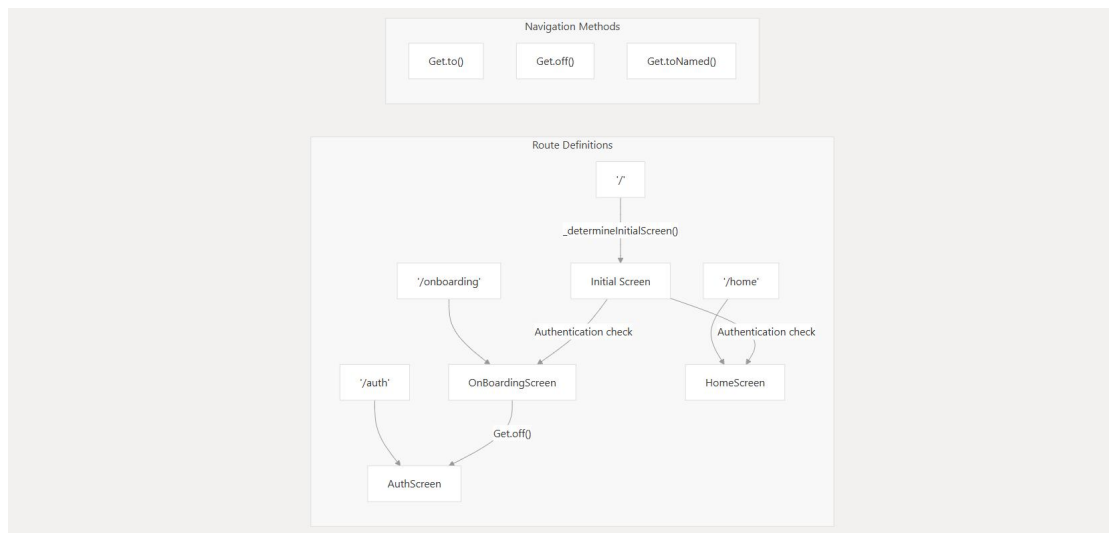 Navigation Methods
Get.to()
Get.off()
Get.toNamed()
Route Definitions
'/'
_determineInitialScreen()
'/onboarding'
Initial Screen
'/home'
Authentication check
Authentication check
'/auth'
OnBoardingScreen
HomeScreen
Get.off()
AuthScreen